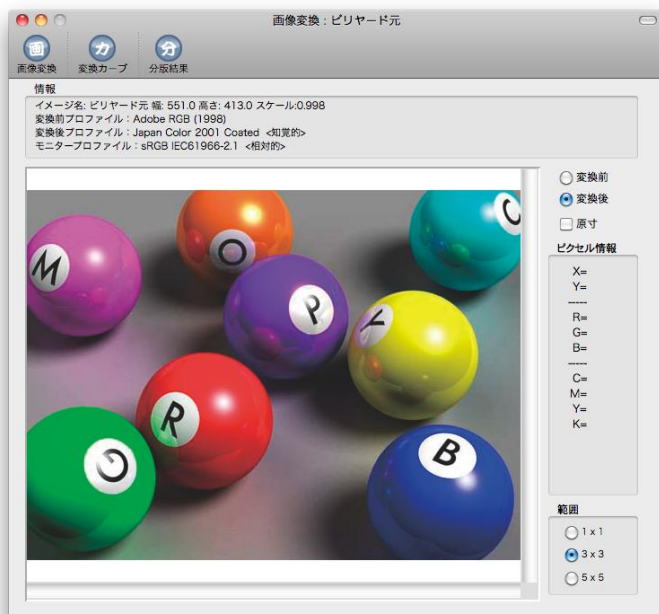 画像変換：ビリヤード元
画像変換
変換カーブ
分版結果
情報
イメージ名: ビリヤード元 幅: 551.0 高さ: 413.0 スケール:0.998
変換前プロファイル：Adobe RGB (1998)
変換後プロファイル：Japan Color 2001 Coated <知覚的>
モニタープロファイル：sRGB IEC61966-2.1 <相対的>
変換前
変換後
原寸
ピクセル情報
X=
Y=
-----
R=
G=
B=
-----
C=
M=
Y=
K=
範囲
1 x 1
3 x 3
5 x 5
画
カ
分
M
O
C
P
Y
R
G
B